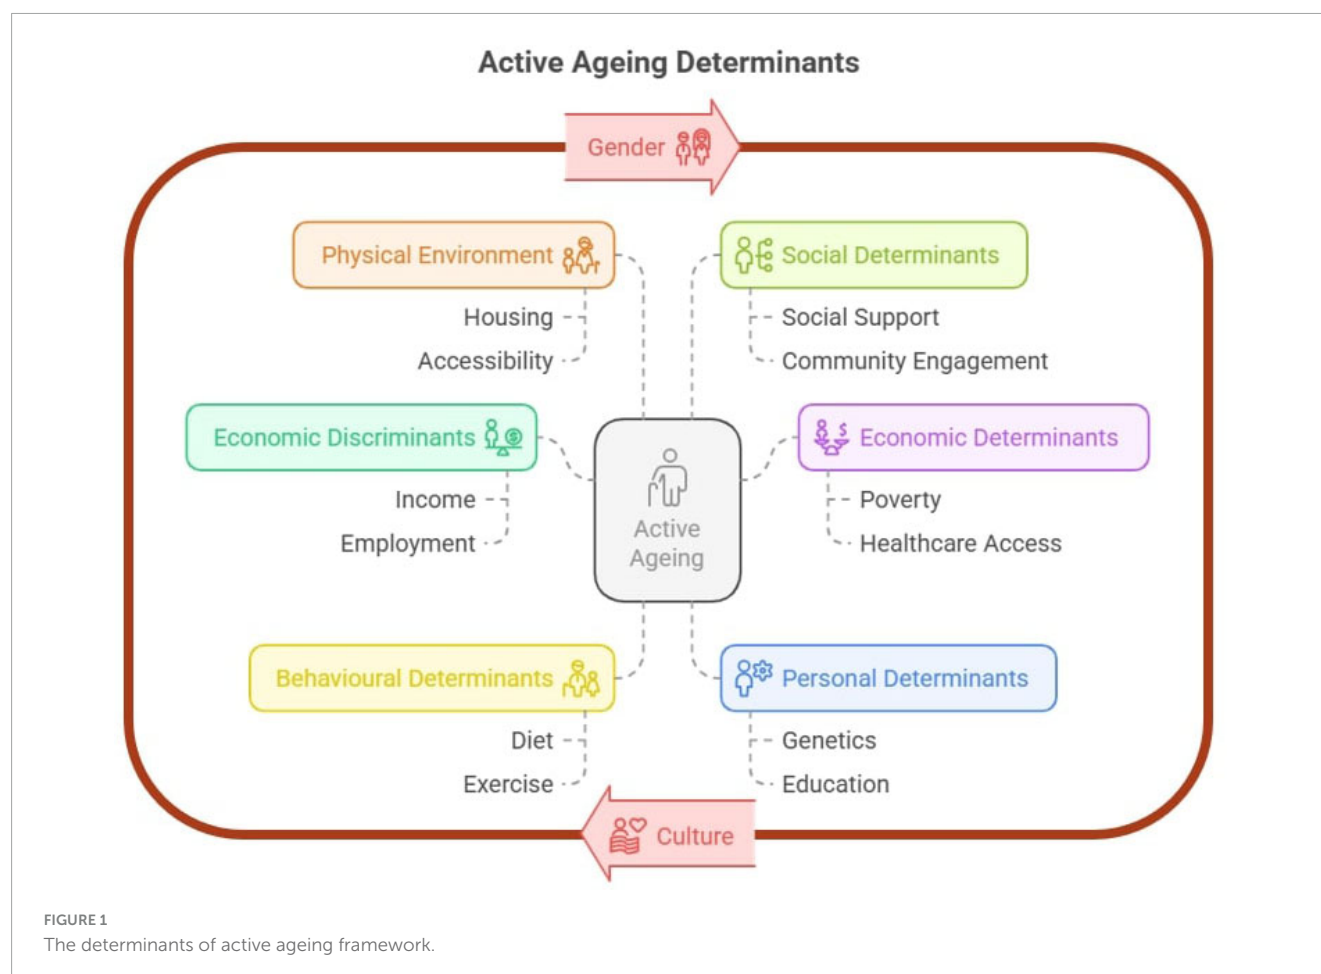 Active Ageing Determinants
Gender
Physical Environment
Housing
Accessibility
Social Determinants
Social Support
Community Engagement
Economic Discriminants
Income
Employment
Active
Ageing
Economic Determinants
Poverty
Healthcare Access
Behavioural Determinants
Diet
Exercise
Personal Determinants
Genetics
Education
Culture
FIGURE 1
The determinants of active ageing framework.